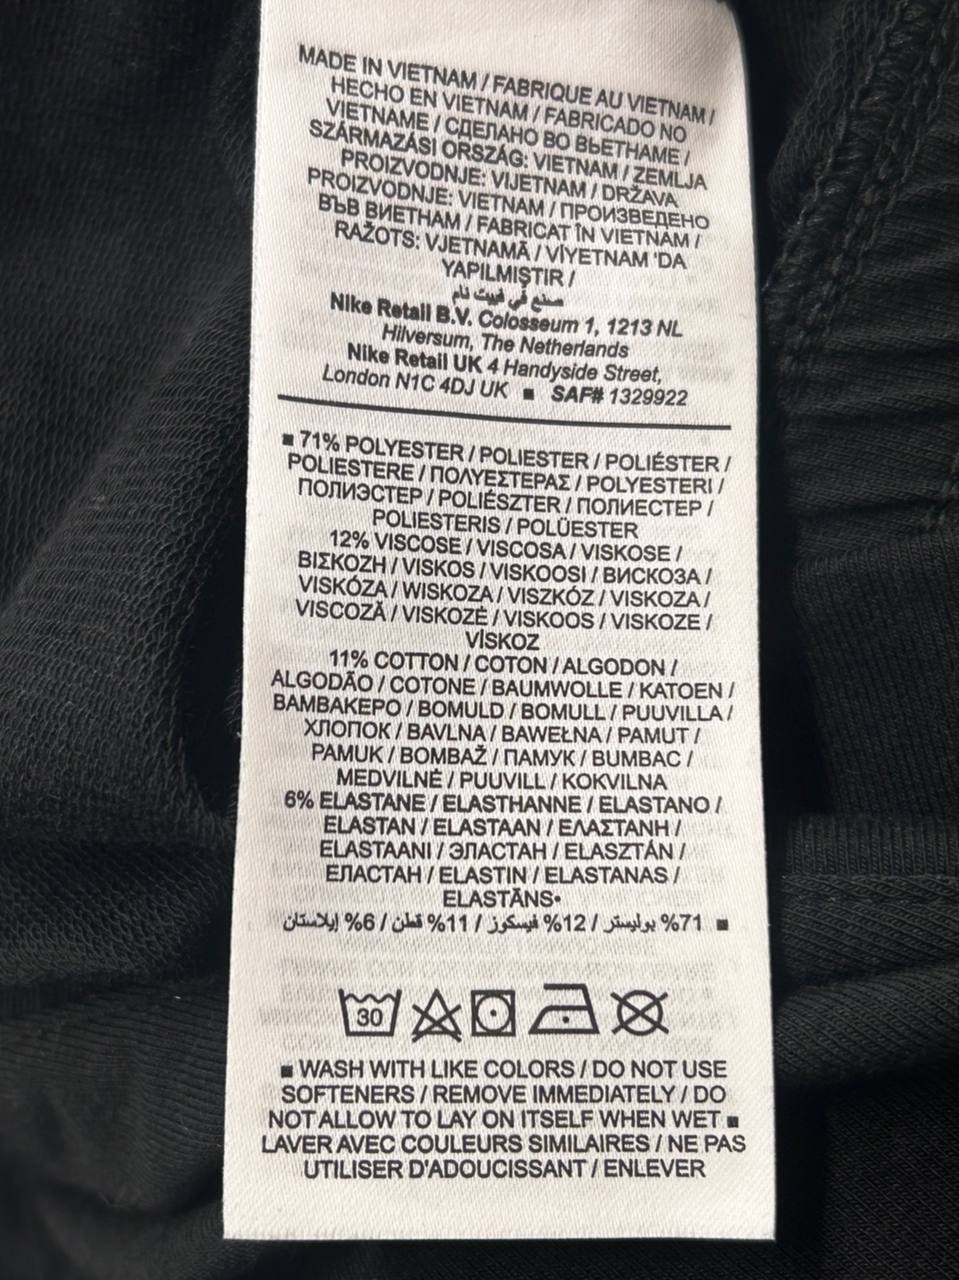 MADE IN VIETNAM / FABRIQUE AU VIETNAM /
HECHO EN VIETNAM / FABRICADO NO
VIETNAME / СДЕЛАНО ВО ВЬЕТНАМЕ /
SZÁRMAZÁSI ORSZÁG: VIETNAM / ZEMLJA
PROIZVODNJE: VIJETNAM / DRŽAVA
PROIZVODNJE: VIETNAM / ПРОИЗВЕДЕНО
ВЪВ ВИЕТНАМ / FABRICAT ÎN VIETNAM /
RAŽOTS: VJETNAMĀ / VİYETNAM 'DA
YAPILMIŞTIR /
صنع في فييت نام
Nike Retail B.V. Colosseum 1, 1213 NL
Hilversum, The Netherlands
Nike Retail UK 4 Handyside Street,
London N1C 4DJ UK ■ SAF# 1329922
■ 71% POLYESTER / POLIESTER / POLIÉSTER /
POLIESTERE / ΠΟΛΥΕΣΤΕΡΑΣ / POLYESTERI /
ПОЛИЭСТЕР / POLIÉSZTER / ПОЛИЕСТЕР /
POLIESTERIS / POLÜESTER
12% VISCOSE / VISCOSA / VISKOSE /
ΒΙΣΚΟΖΗ / VISKOS / VISKOOSI / ВИСКОЗА /
VISKÓZA / WISKOZA / VISZKÓZ / VISKOZA /
VISCOZĂ / VISKOZĖ / VISKOOS / VISKOZE /
VİSKOZ
11% COTTON / COTON / ALGODON /
ALGODÃO / COTONE / BAUMWOLLE / KATOEN /
ΒΑΜΒΑΚΕΡΟ / BOMULD / BOMULL / PUUVILLA /
ХЛОПОК / BAVLNA / BAWEŁNA / PAMUT /
PAMUK / BOMBAŽ / ПАМУК / BUMBAC /
MEDVILNĖ / PUUVILL / KOKVILNA
6% ELASTANE / ELASTHANNE / ELASTANO /
ELASTAN / ELASTAAN / ΕΛΑΣΤΑΝΗ /
ELASTAANI / ЭЛАСТАН / ELASZTÁN /
ЕЛАСТАН / ELASTIN / ELASTANAS /
ELASTĀNS•
■ 71% بوليستر / 12% فيسكوز / 11% قطن / 6% إيلاستان
30
■ WASH WITH LIKE COLORS / DO NOT USE
SOFTENERS / REMOVE IMMEDIATELY / DO
NOT ALLOW TO LAY ON ITSELF WHEN WET ■
LAVER AVEC COULEURS SIMILAIRES / NE PAS
UTILISER D'ADOUCISSANT / ENLEVER